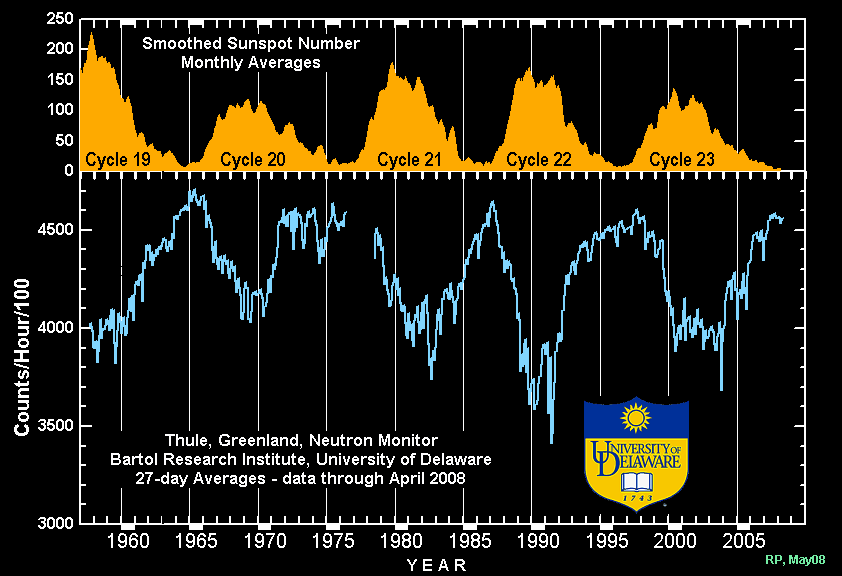 250
200
150
100
50
0
Smoothed Sunspot Number
Monthly Averages
Cycle 19
Cycle 20
Cycle 21
Cycle 22
Cycle 23
4500
4000
3500
3000
Counts/Hour/100
Thule, Greenland, Neutron Monitor
Bartol Research Institute, University of Delaware
27-day Averages - data through April 2008
UNIVERSITY OF
DELAWARE
1743
1960 1965 1970 1975 1980 1985 1990 1995 2000 2005
YEAR
RP, May08